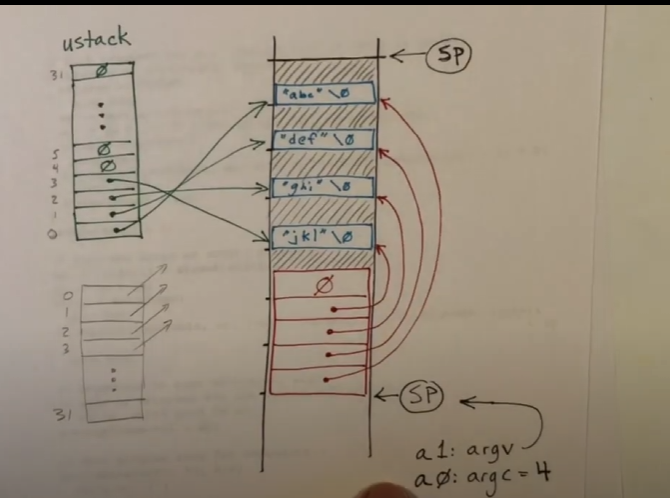 ustack
31 Ø
5 Ø
4 Ø
3
2
1
0
0
1
2
3
31
SP
"abc" \Ø
"def" \Ø
"ghi" \Ø
"jkl" \Ø
Ø
SP
a1: argv
aØ: argc = 4